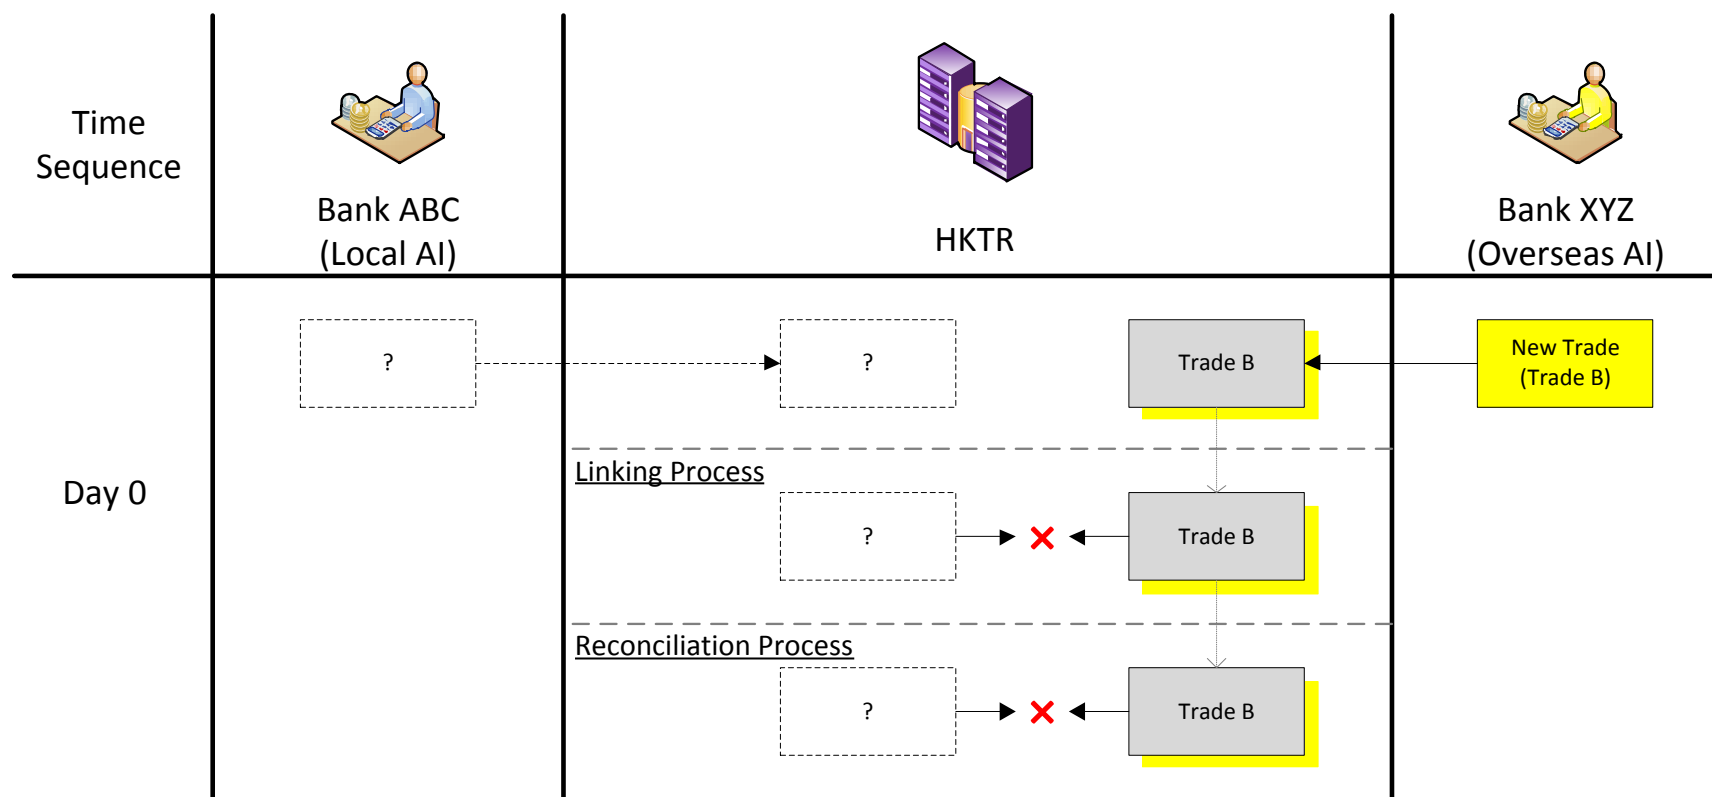 Time
Sequence
Bank ABC
(Local AI)
HKTR
Bank XYZ
(Overseas AI)
Day 0
?
?
Trade B
New Trade
(Trade B)
Linking Process
?
Trade B
Reconciliation Process
?
Trade B